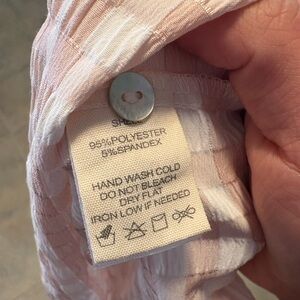 95%POLYESTER
5%SPANDEX
HAND WASH COLD
DO NOT BLEACH
DRY FLAT
IRON LOW IF NEEDED